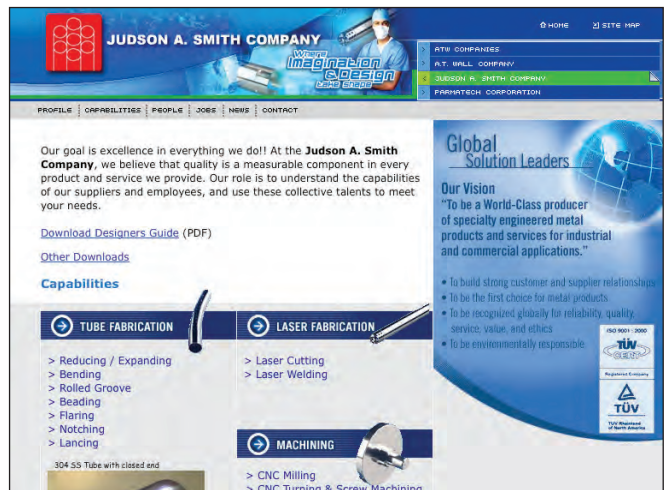 JUDSON A. SMITH COMPANY
Where
Imagination
& Design
take Shape
HOME
SITE MAP
> ATW COMPANIES
> A.T. WALL COMPANY
< JUDSON A. SMITH COMPANY
> PARMATECH CORPORATION
PROFILE CAPABILITIES PEOPLE JOBS NEWS CONTACT
Our goal is excellence in everything we do!! At the Judson A. Smith
Company, we believe that quality is a measurable component in every
product and service we provide. Our role is to understand the capabilities
of our suppliers and employees, and use these collective talents to meet
your needs.
Download Designers Guide (PDF)
Other Downloads
Capabilities
TUBE FABRICATION
> Reducing / Expanding
> Bending
> Rolled Groove
> Beading
> Flaring
> Notching
> Lancing
304 SS Tube with closed end
LASER FABRICATION
> Laser Cutting
> Laser Welding
MACHINING
> CNC Milling
> CNC Turning & Screw Machining
Global
Solution Leaders
Our Vision
“To be a World-Class producer
of specialty engineered metal
products and services for industrial
and commercial applications.”
• To build strong customer and supplier relationships
• To be the first choice for metal products
• To be recognized globally for reliability, quality,
service, value, and ethics
• To be environmentally responsible
ISO 9001 : 2000
TÜV
CERT
Registered Company
TÜV
TÜV Rheinland
of North America